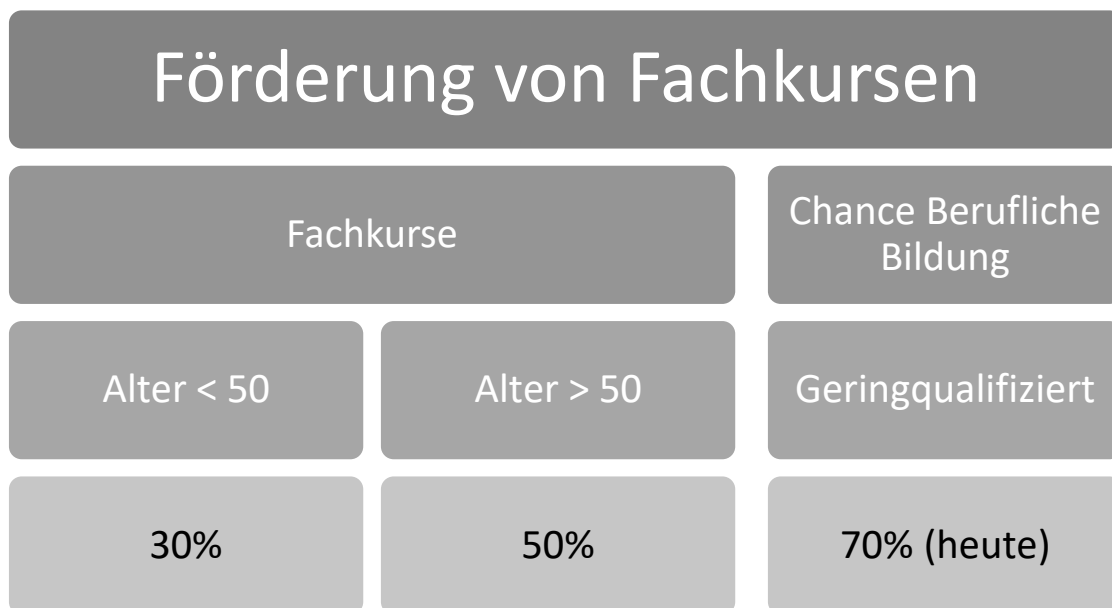 Förderung von Fachkursen
Fachkurse
Chance Berufliche
Bildung
Alter < 50
Alter > 50
Geringqualifiziert
30%
50%
70% (heute)